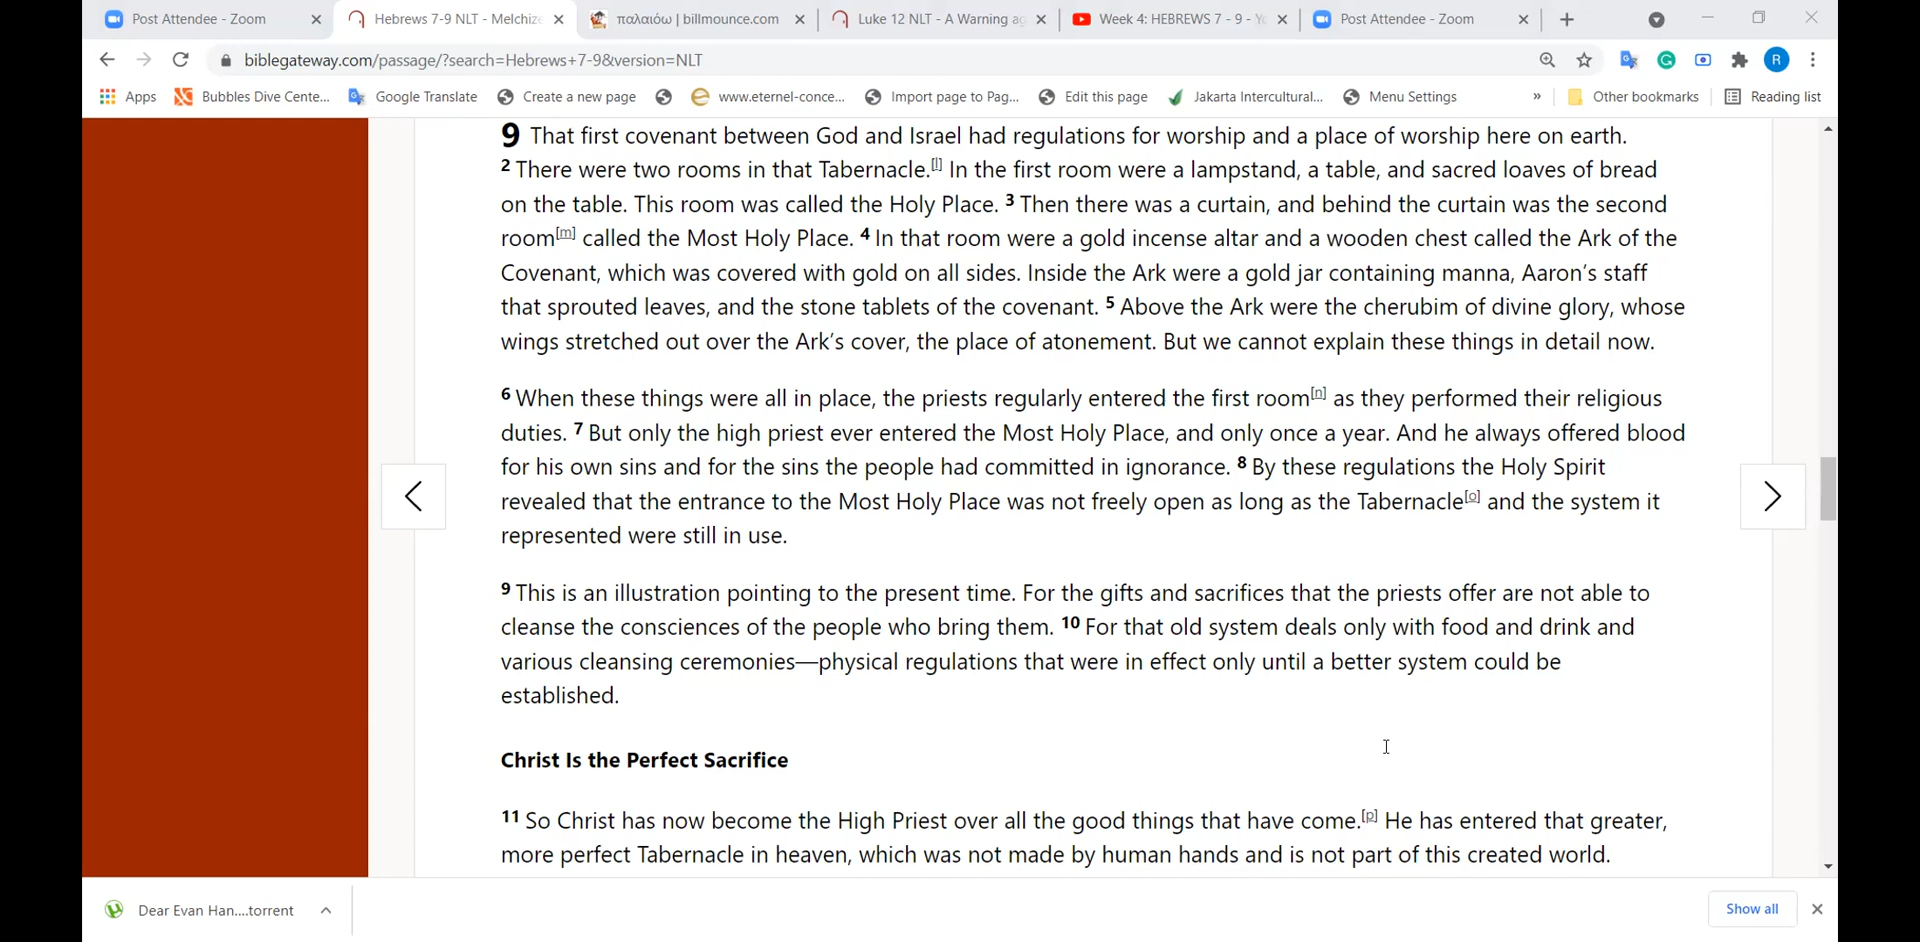 Post Attendee - Zoom
Hebrews 7-9 NLT - Melchize
παλαιόω | billmounce.com
Luke 12 NLT - A Warning ag
Week 4: HEBREWS 7 - 9 - Yo
Post Attendee - Zoom
biblegateway.com/passage/?search=Hebrews+7-9&version=NLT
R
Apps
Bubbles Dive Cente...
Google Translate
Create a new page
www.eternel-conce...
Import page to Pag...
Edit this page
Jakarta Intercultural...
Menu Settings
»
Other bookmarks
Reading list
9 That first covenant between God and Israel had regulations for worship and a place of worship here on earth.
2 There were two rooms in that Tabernacle.[l] In the first room were a lampstand, a table, and sacred loaves of bread
on the table. This room was called the Holy Place. 3 Then there was a curtain, and behind the curtain was the second
room[m] called the Most Holy Place. 4 In that room were a gold incense altar and a wooden chest called the Ark of the
Covenant, which was covered with gold on all sides. Inside the Ark were a gold jar containing manna, Aaron's staff
that sprouted leaves, and the stone tablets of the covenant. 5 Above the Ark were the cherubim of divine glory, whose
wings stretched out over the Ark's cover, the place of atonement. But we cannot explain these things in detail now.
6 When these things were all in place, the priests regularly entered the first room[n] as they performed their religious
duties. 7 But only the high priest ever entered the Most Holy Place, and only once a year. And he always offered blood
for his own sins and for the sins the people had committed in ignorance. 8 By these regulations the Holy Spirit
revealed that the entrance to the Most Holy Place was not freely open as long as the Tabernacle[o] and the system it
represented were still in use.
9 This is an illustration pointing to the present time. For the gifts and sacrifices that the priests offer are not able to
cleanse the consciences of the people who bring them. 10 For that old system deals only with food and drink and
various cleansing ceremonies—physical regulations that were in effect only until a better system could be
established.
Christ Is the Perfect Sacrifice
11 So Christ has now become the High Priest over all the good things that have come.[p] He has entered that greater,
more perfect Tabernacle in heaven, which was not made by human hands and is not part of this created world.
Dear Evan Han....torrent
Show all